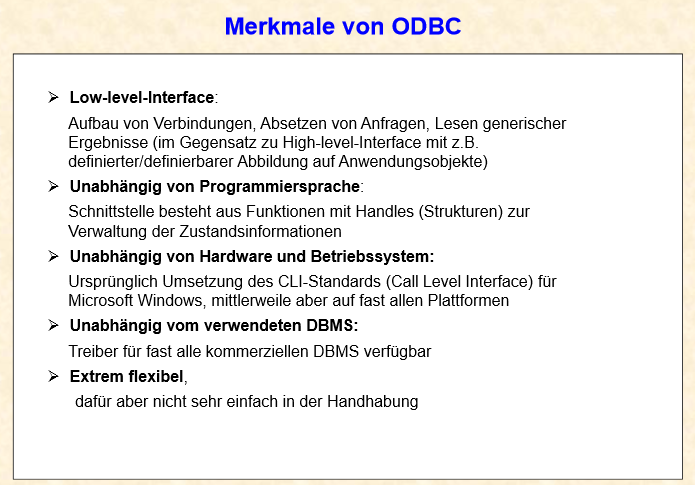 Merkmale von ODBC
➢ Low-level-Interface:
Aufbau von Verbindungen, Absetzen von Anfragen, Lesen generischer
Ergebnisse (im Gegensatz zu High-level-Interface mit z.B.
definierter/definierbarer Abbildung auf Anwendungsobjekte)
➢ Unabhängig von Programmiersprache:
Schnittstelle besteht aus Funktionen mit Handles (Strukturen) zur
Verwaltung der Zustandsinformationen
➢ Unabhängig von Hardware und Betriebssystem:
Ursprünglich Umsetzung des CLI-Standards (Call Level Interface) für
Microsoft Windows, mittlerweile aber auf fast allen Plattformen
➢ Unabhängig vom verwendeten DBMS:
Treiber für fast alle kommerziellen DBMS verfügbar
➢ Extrem flexibel,
dafür aber nicht sehr einfach in der Handhabung